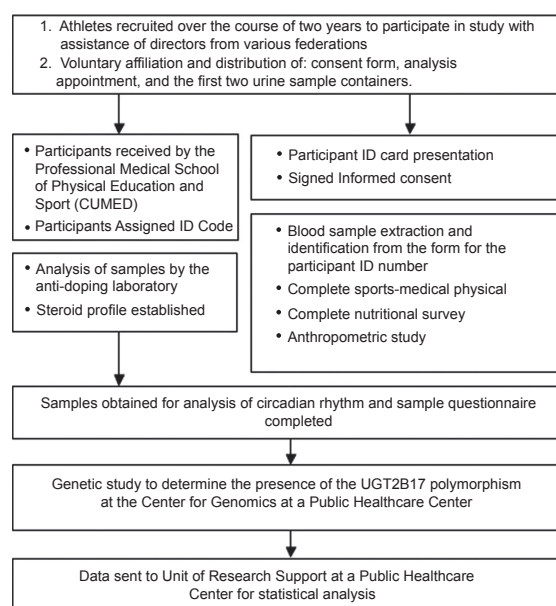 1. Athletes recruited over the course of two years to participate in study with
assistance of directors from various federations
2. Voluntary affiliation and distribution of: consent form, analysis
appointment, and the first two urine sample containers.
• Participants received by the
Professional Medical School
of Physical Education and
Sport (CUMED)
• Participants Assigned ID Code
• Participant ID card presentation
• Signed Informed consent
• Analysis of samples by the
anti-doping laboratory
• Steroid profile established
• Blood sample extraction and
identification from the form for the
participant ID number
• Complete sports-medical physical
• Complete nutritional survey
• Anthropometric study
Samples obtained for analysis of circadian rhythm and sample questionnaire
completed
Genetic study to determine the presence of the UGT2B17 polymorphism
at the Center for Genomics at a Public Healthcare Center
Data sent to Unit of Research Support at a Public Healthcare
Center for statistical analysis